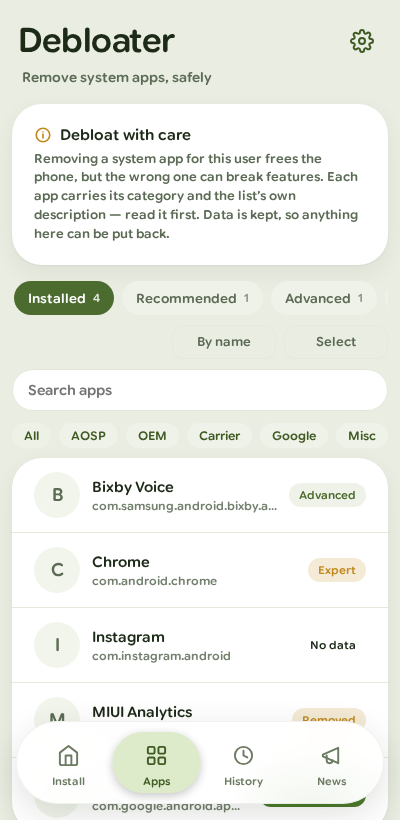 Debloater
Remove system apps, safely
Debloat with care
Removing a system app for this user frees the
phone, but the wrong one can break features. Each
app carries its category and the list's own
description — read it first. Data is kept, so anything
here can be put back.
Installed 4
Recommended 1
Advanced 1
By name
Select
Search apps
All
AOSP
OEM
Carrier
Google
Misc
B
Bixby Voice
com.samsung.android.bixby.a...
Advanced
C
Chrome
com.android.chrome
Expert
I
Instagram
com.instagram.android
No data
M
MIUI Analytics
Removed
com.google.android.ap...
Install
Apps
History
News